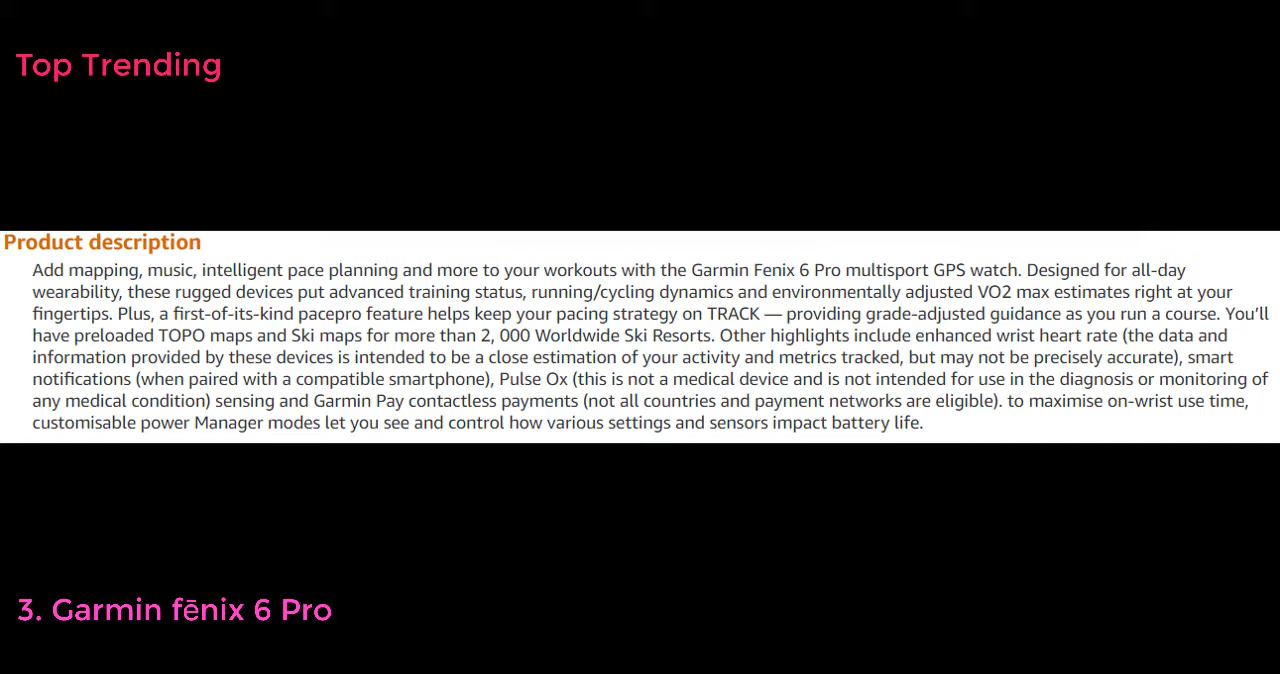 Top Trending
Product description
Add mapping, music, intelligent pace planning and more to your workouts with the Garmin Fenix 6 Pro multisport GPS watch. Designed for all-day
wearability, these rugged devices put advanced training status, running/cycling dynamics and environmentally adjusted VO2 max estimates right at your
fingertips. Plus, a first-of-its-kind pacepro feature helps keep your pacing strategy on TRACK — providing grade-adjusted guidance as you run a course. You’ll
have preloaded TOPO maps and Ski maps for more than 2, 000 Worldwide Ski Resorts. Other highlights include enhanced wrist heart rate (the data and
information provided by these devices is intended to be a close estimation of your activity and metrics tracked, but may not be precisely accurate), smart
notifications (when paired with a compatible smartphone), Pulse Ox (this is not a medical device and is not intended for use in the diagnosis or monitoring of
any medical condition) sensing and Garmin Pay contactless payments (not all countries and payment networks are eligible). to maximise on-wrist use time,
customisable power Manager modes let you see and control how various settings and sensors impact battery life.
3. Garmin fēnix 6 Pro